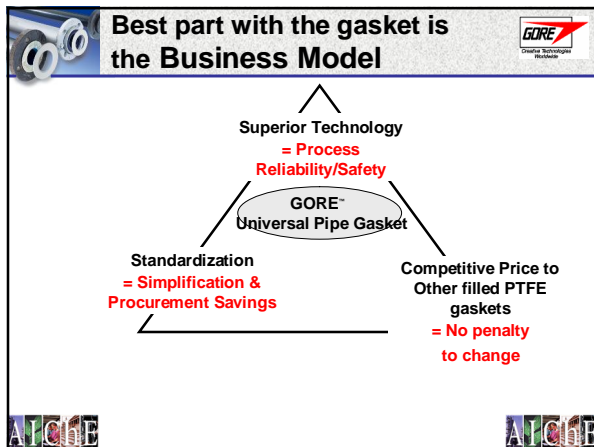 Best part with the gasket is
the Business Model
GORE
Creative Technologies
Worldwide
Superior Technology
= Process
Reliability/Safety
GORE™
Universal Pipe Gasket
Standardization
= Simplification &
Procurement Savings
Competitive Price to
Other filled PTFE
gaskets
= No penalty
to change
AIChE
AIChE